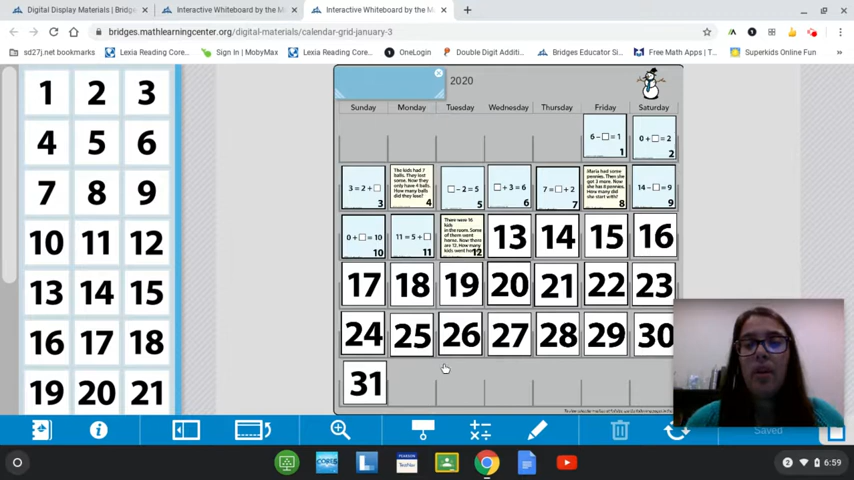 Digital Display Materials | Bridge
Interactive Whiteboard by the M
Interactive Whiteboard by the M
bridges.mathlearningcenter.org/digital-materials/calendar-grid-january-3
sd27j.net bookmarks
Lexia Reading Core...
Sign In | MobyMax
Lexia Reading Core...
OneLogin
Double Digit Additi...
Bridges Educator Si...
Free Math Apps | T...
Superkids Online Fun
1 2 3
4 5 6
7 8 9
10 11 12
13 14 15
16 17 18
19 20 21
2020
Sunday Monday Tuesday Wednesday Thursday Friday Saturday
6 − □ = 1
1
0 + □ = 2
2
3 = 2 + □
3
The kids had 7
balls. They lost
some. Now they
only have 4 balls.
How many balls
did they lose?
4
□ − 2 = 5
5
□ + 3 = 6
6
7 = □ + 2
7
Maria had some
pennies. Then she
got 3 more. Now
she has 8 pennies.
How many did
she start with?
8
14 − □ = 9
9
0 + □ = 10
10
11 = 5 + □
11
There were 16
kids
in the room. Some
of them went
home. Now there
are 12. How many
kids went home?
12
13 14 15 16
17 18 19 20 21 22 23
24 25 26 27 28 29 30
31
Saved
CORE5
PEARSON
TestNav
2
6:59